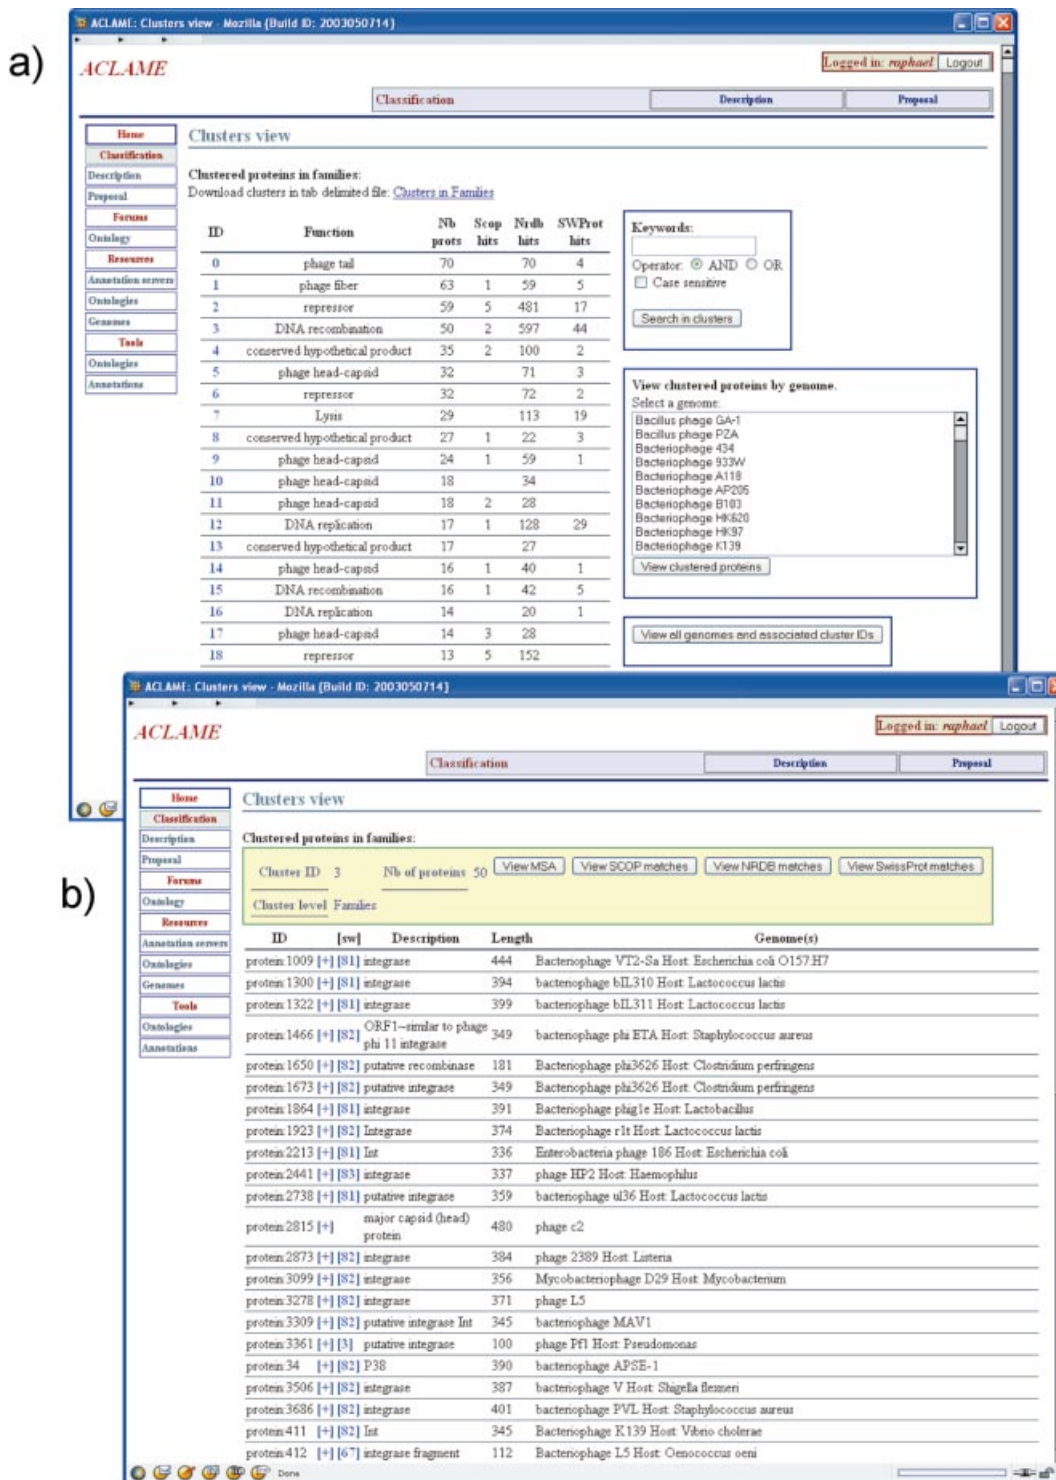 a)
ACLAME: Clusters view - Mozilla {Build ID: 2003050714}
ACLAME
Logged in: raphael Logout
Classification Description Proposal
Home
Classification
Description
Proposal
Forums
Ontology
Resources
Annotation servers
Ontologies
Genomes
Tools
Ontologies
Annotations
Clusters view
Clustered proteins in families:
Download clusters in tab delimited file: Clusters in Families
ID Function Nb prots Scop hits Nrdb hits SWProt hits
0 phage tail 70 70 4
1 phage fiber 63 1 59 5
2 repressor 59 5 481 17
3 DNA recombination 50 2 597 44
4 conserved hypothetical product 35 2 100 2
5 phage head-capsid 32 71 3
6 repressor 32 72 2
7 Lysis 29 113 19
8 conserved hypothetical product 27 1 22 3
9 phage head-capsid 24 1 59 1
10 phage head-capsid 18 34
11 phage head-capsid 18 2 28
12 DNA replication 17 1 128 29
13 conserved hypothetical product 17 27
14 phage head-capsid 16 1 40 1
15 DNA recombination 16 1 42 5
16 DNA replication 14 20 1
17 phage head-capsid 14 3 28
18 repressor 13 5 152
Keywords:
Operator: AND OR
Case sensitive
Search in clusters
View clustered proteins by genome.
Select a genome:
Bacillus phage GA-1
Bacillus phage PZA
Bacteriophage 434
Bacteriophage 933W
Bacteriophage A118
Bacteriophage AP205
Bacteriophage B103
Bacteriophage HK620
Bacteriophage HK97
Bacteriophage K139
View clustered proteins
View all genomes and associated cluster IDs
b)
ACLAME: Clusters view - Mozilla {Build ID: 2003050714}
ACLAME
Logged in: raphael Logout
Classification Description Proposal
Home
Classification
Description
Proposal
Forums
Ontology
Resources
Annotation servers
Ontologies
Genomes
Tools
Ontologies
Annotations
Clusters view
Clustered proteins in families:
Cluster ID 3 Nb of proteins 50 View MSA View SCOP matches View NRDB matches View SwissProt matches
Cluster level Families
ID [sw] Description Length Genome(s)
protein:1009 [+] [81] integrase 444 Bacteriophage VT2-Sa Host: Escherichia coli O157:H7
protein:1300 [+] [81] integrase 394 bacteriophage bIL310 Host: Lactococcus lactis
protein:1322 [+] [81] integrase 399 bacteriophage bIL311 Host: Lactococcus lactis
protein:1466 [+] [82] ORF1~similar to phage phi 11 integrase 349 bacteriophage phi ETA Host: Staphylococcus aureus
protein:1650 [+] [82] putative recombinase 181 Bacteriophage phi3626 Host: Clostridium perfringens
protein:1673 [+] [82] putative integrase 349 Bacteriophage phi3626 Host: Clostridium perfringens
protein:1864 [+] [81] integrase 391 Bacteriophage phig1e Host: Lactobacillus
protein:1923 [+] [82] Integrase 374 Bacteriophage r1t Host: Lactococcus lactis
protein:2213 [+] [81] Int 336 Enterobacteria phage 186 Host: Escherichia coli
protein:2441 [+] [83] integrase 337 phage HP2 Host: Haemophilus
protein:2738 [+] [81] putative integrase 359 bacteriophage ul36 Host: Lactococcus lactis
protein:2815 [+] major capsid (head) protein 480 phage c2
protein:2873 [+] [82] integrase 384 phage 2389 Host: Listeria
protein:3099 [+] [82] integrase 356 Mycobacteriophage D29 Host: Mycobacterium
protein:3278 [+] [82] integrase 371 phage L5
protein:3309 [+] [82] putative integrase Int 345 bacteriophage MAV1
protein:3361 [+] [3] putative integrase 100 phage Pf1 Host: Pseudomonas
protein:34 [+] [82] P38 390 bacteriophage APSE-1
protein:3506 [+] [82] integrase 387 bacteriophage V Host: Shigella flexneri
protein:3686 [+] [82] integrase 401 bacteriophage PVL Host: Staphylococcus aureus
protein:411 [+] [82] Int 345 Bacteriophage K139 Host: Vibrio cholerae
protein:412 [+] [67] integrase fragment 112 Bacteriophage L5 Host: Oenococcus oeni
Done